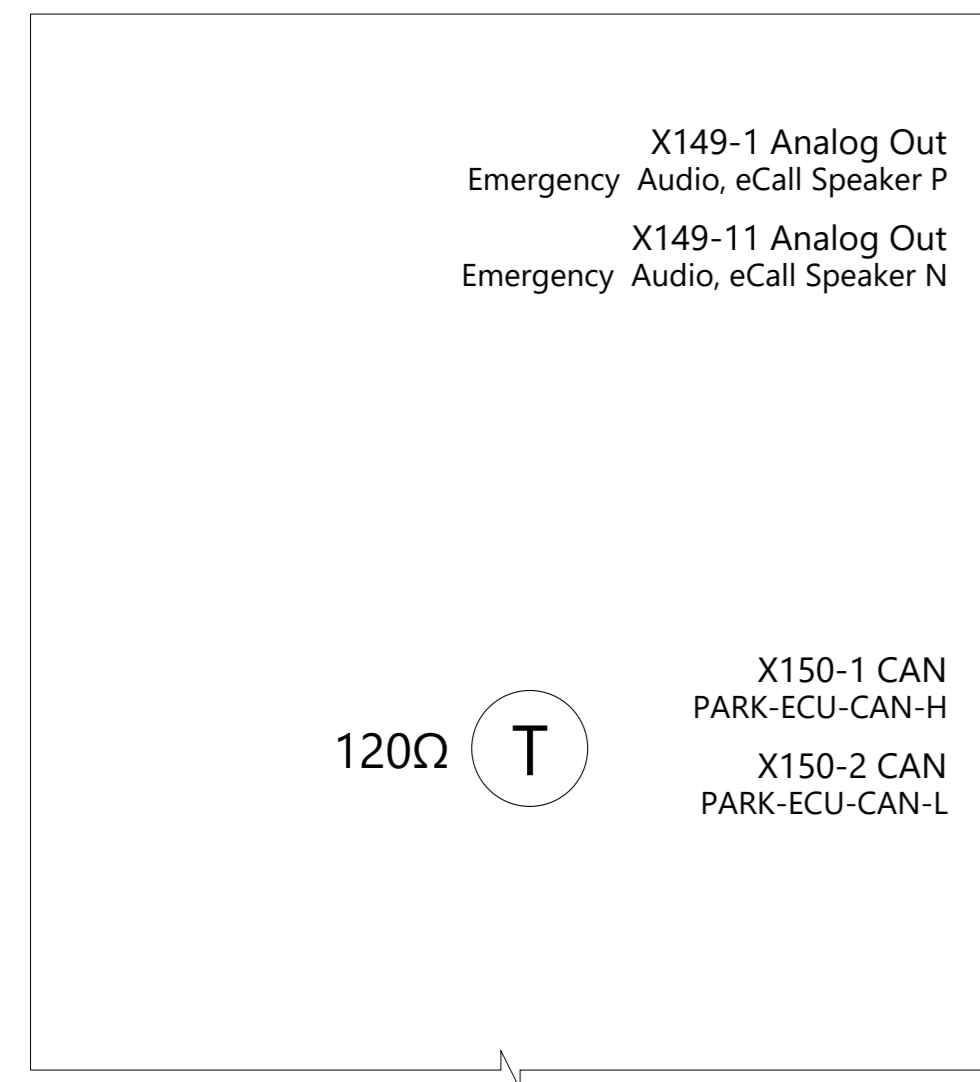 X149-1 Analog Out
Emergency Audio, eCall Speaker P
X149-11 Analog Out
Emergency Audio, eCall Speaker N
X150-1 CAN
PARK-ECU-CAN-H
120Ω T
X150-2 CAN
PARK-ECU-CAN-L